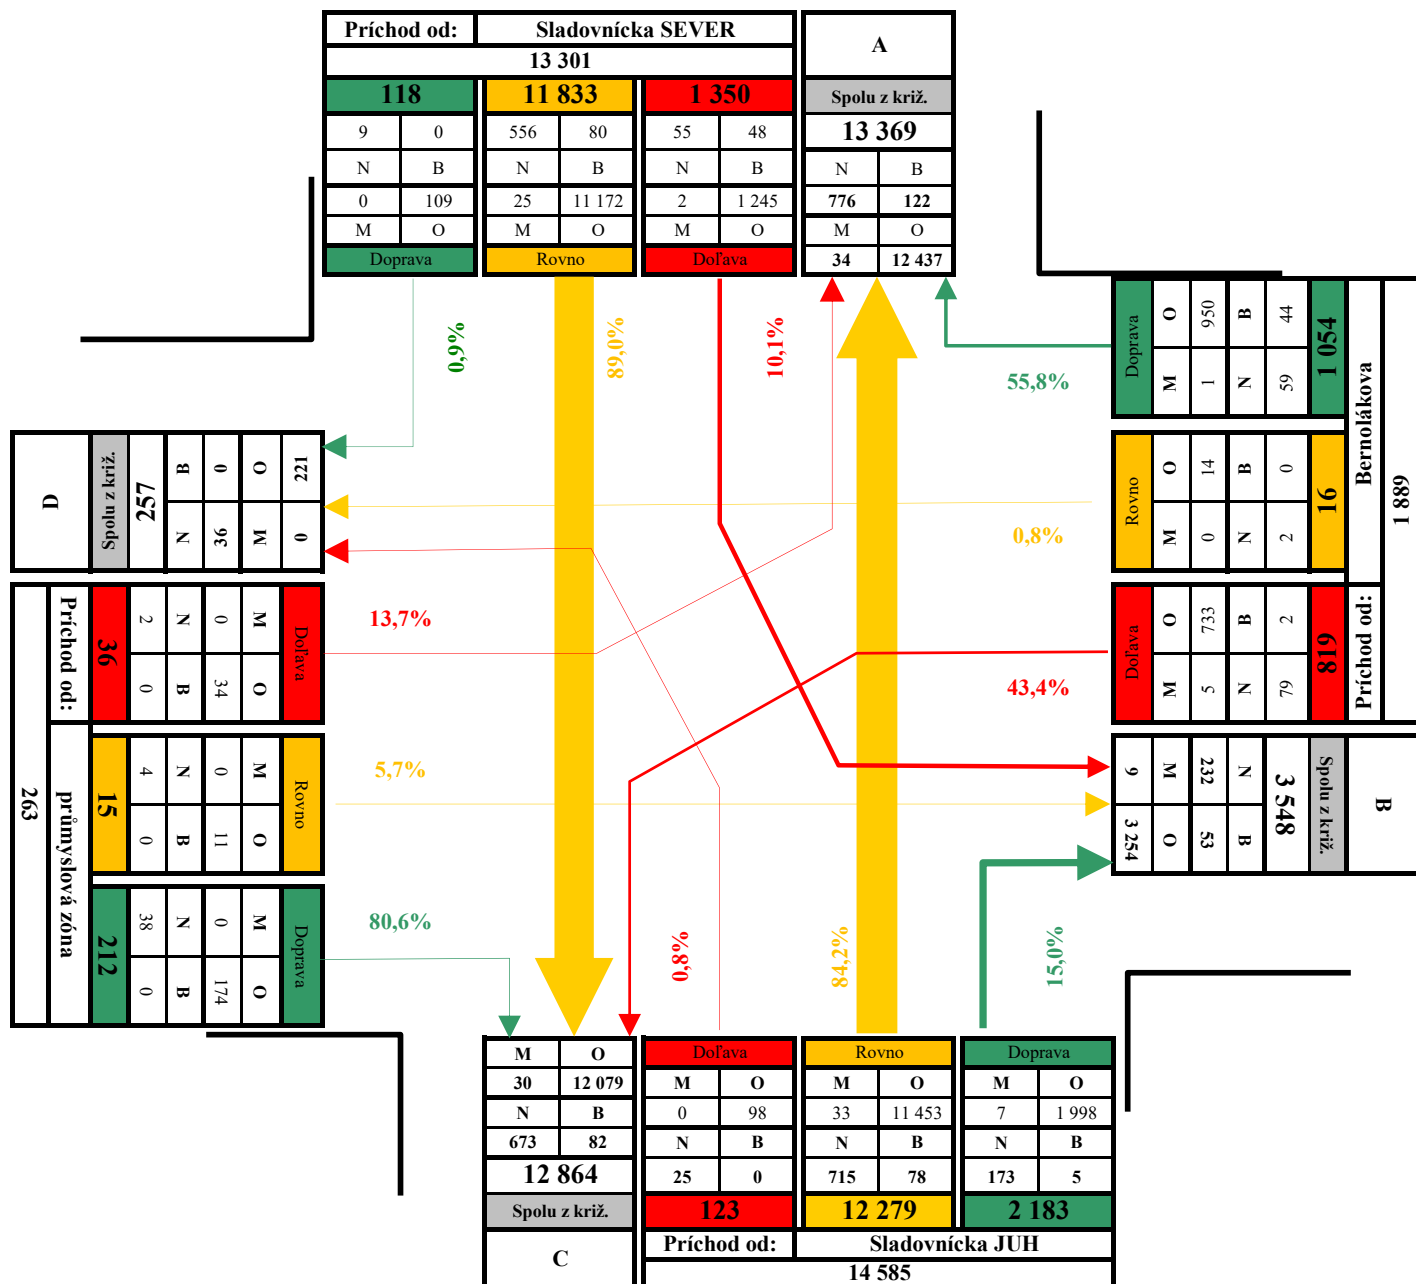 Príchod od: Sladovnícka SEVER
13 301
118 11 833 1 350
9 0 556 80 55 48
N B N B N B
0 109 25 11 172 2 1 245
M O M O M O
Doprava Rovno Doľava
A
Spolu z križ.
13 369
N B
776 122
M O
34 12 437
0,9%
89,0%
10,1%
55,8%
0,8%
43,4%
1 889
Bernolákova Príchod od:
1 054 16 819
44 59 0 2 2 79
B N B N B N
950 1 14 0 733 5
O M O M O M
Doprava Rovno Doľava
B
Spolu z križ.
3 548
N B
232 53
M O
9 3 254
D
Spolu z križ.
257
B N
0 36
O M
221 0
Doľava Rovno Doprava
M O M O M O
0 34 0 11 0 174
N B N B N B
2 0 4 0 38 0
36 15 212
Príchod od: průmyslová zóna
263
13,7%
5,7%
80,6%
0,8%
84,2%
15,0%
M O
30 12 079
N B
673 82
12 864
Spolu z križ.
C
Doľava Rovno Doprava
M O M O M O
0 98 33 11 453 7 1 998
N B N B N B
25 0 715 78 173 5
123 12 279 2 183
Príchod od: Sladovnícka JUH
14 585